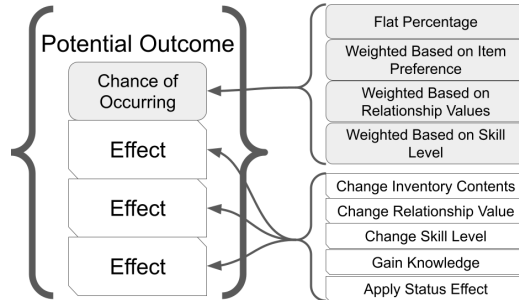 Potential Outcome
Chance of
Occurring
Effect
Effect
Effect
Flat Percentage
Weighted Based on Item
Preference
Weighted Based on
Relationship Values
Weighted Based on Skill
Level
Change Inventory Contents
Change Relationship Value
Change Skill Level
Gain Knowledge
Apply Status Effect